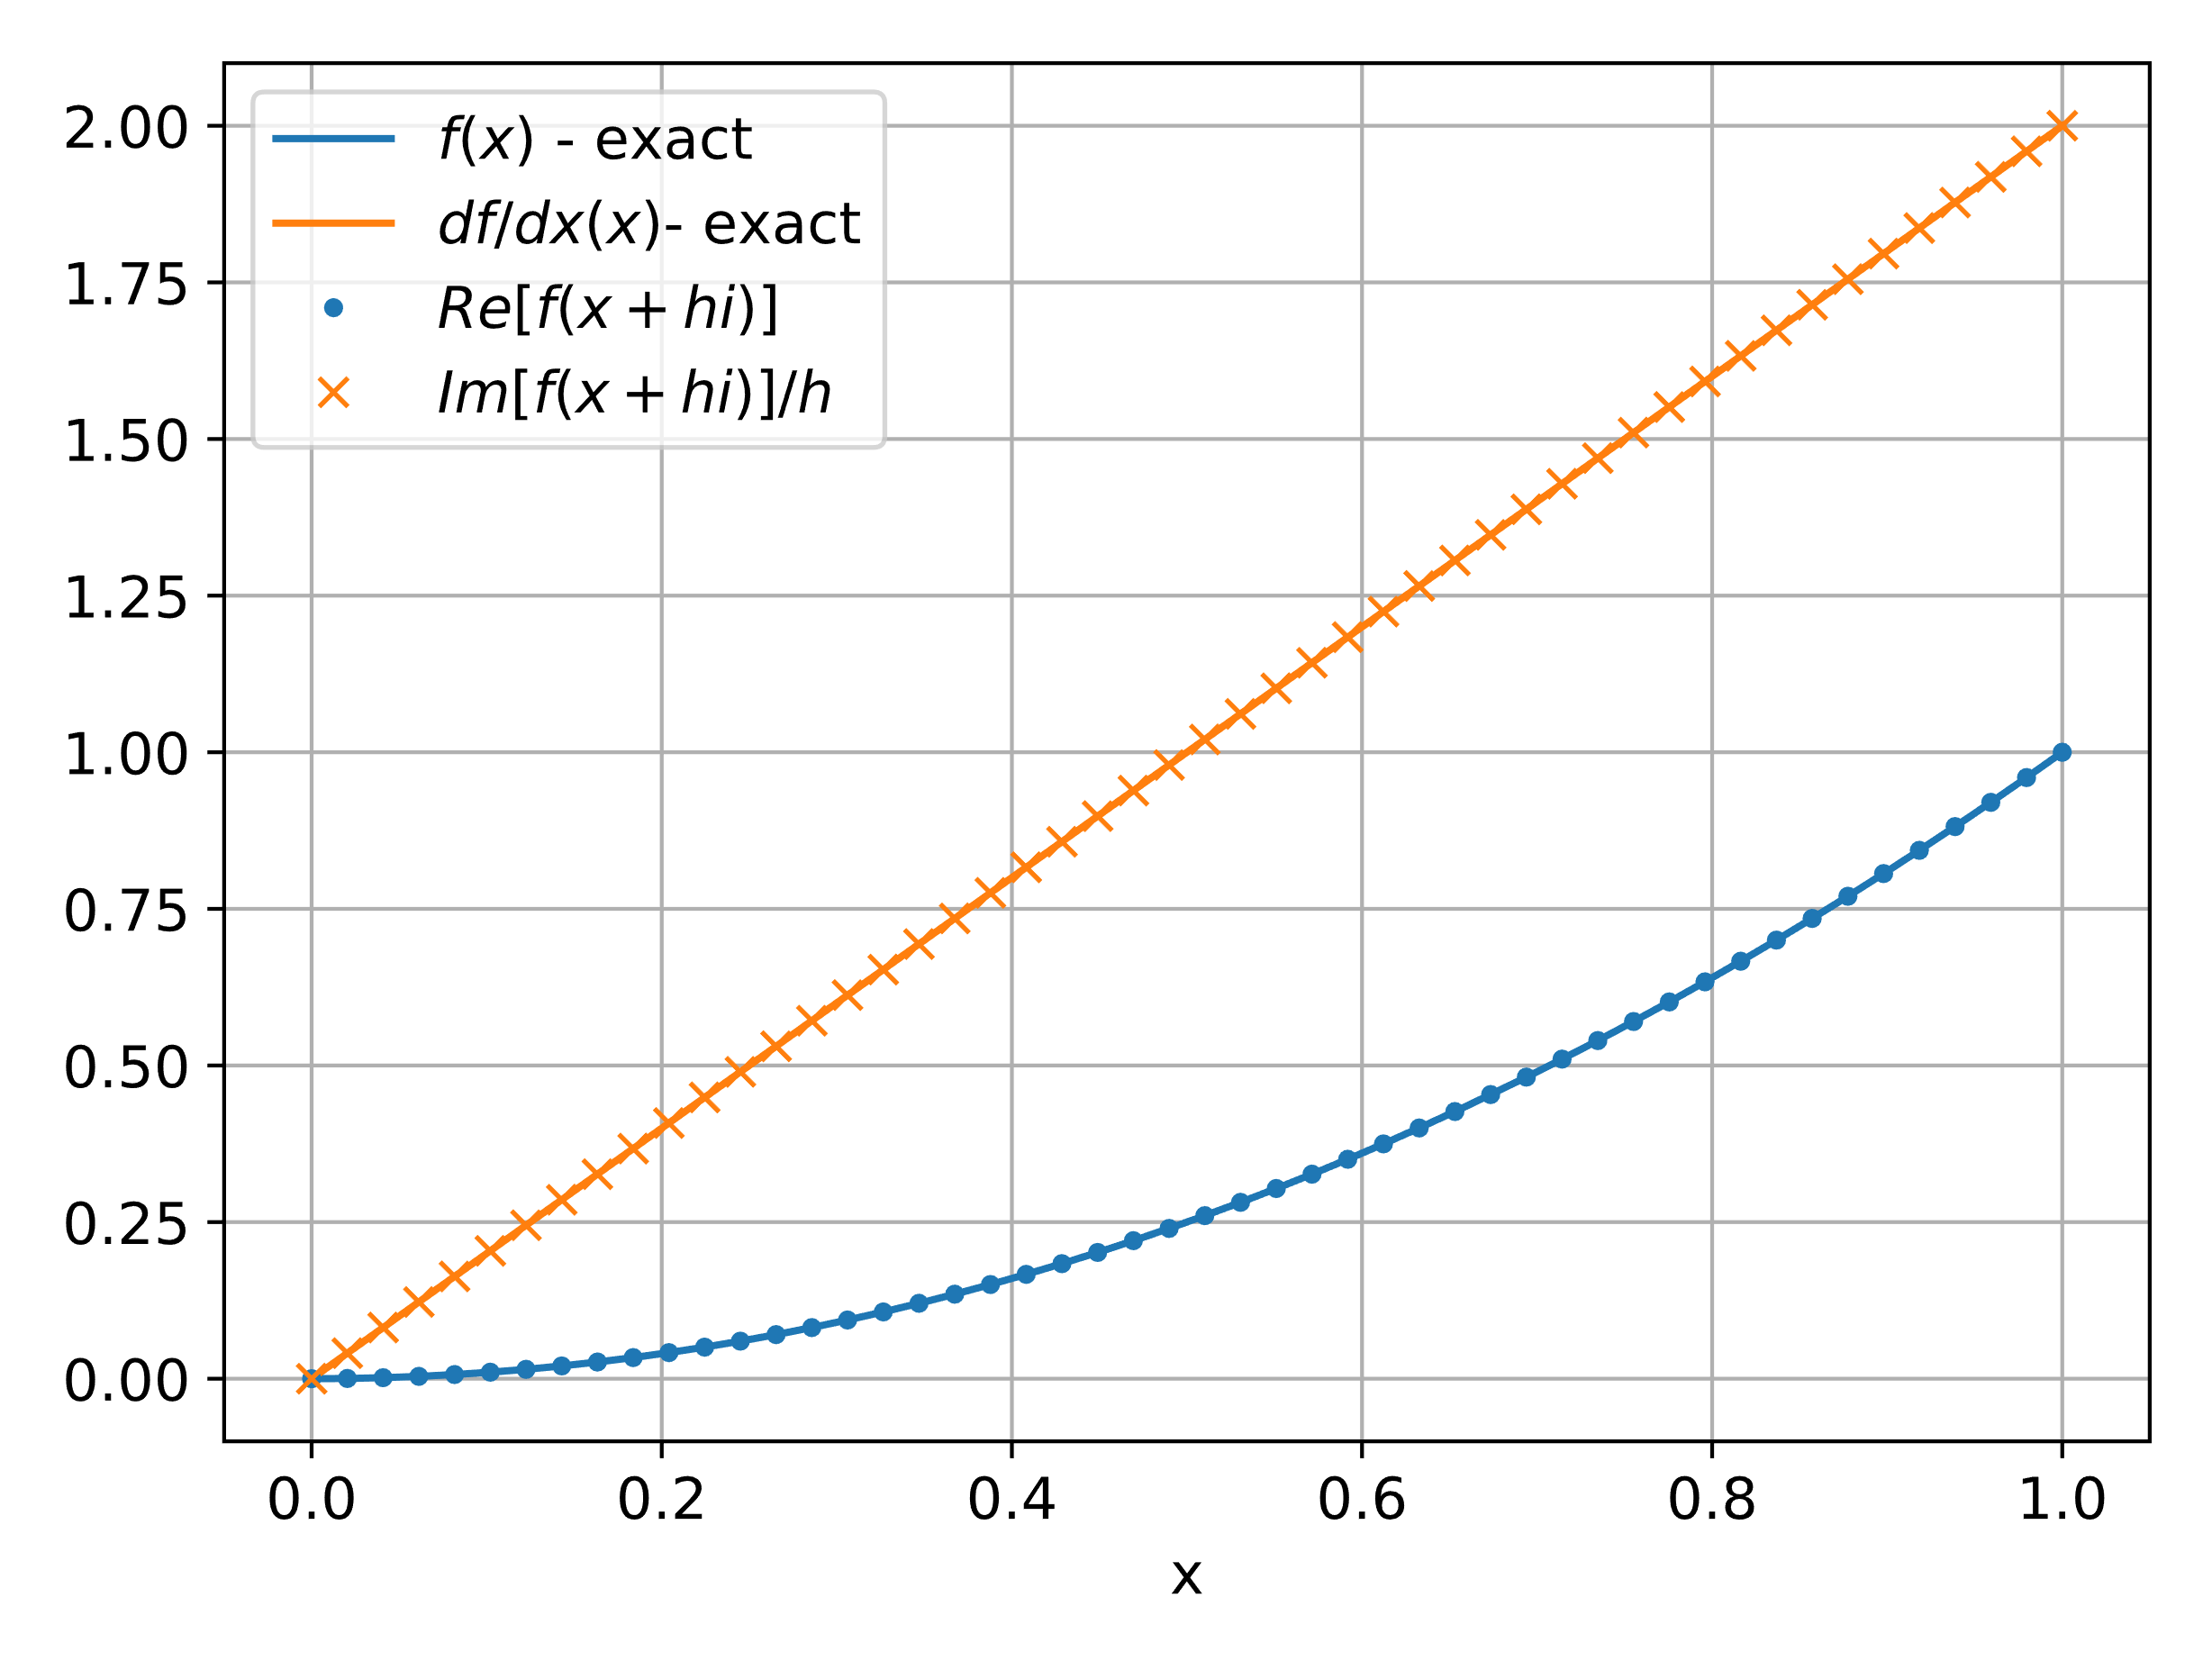 f(x) - exact
df/dx(x)- exact
Re[f(x + hi)]
Im[f(x + hi)]/h
2.00
1.75
1.50
1.25
1.00
0.75
0.50
0.25
0.00
0.0 0.2 0.4 0.6 0.8 1.0
x